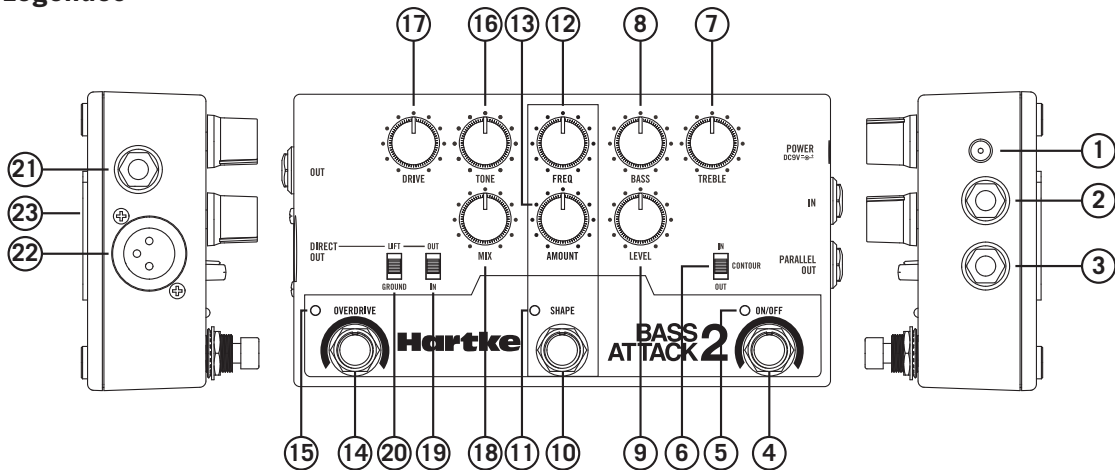 Légendes
17 16 13 12 8 7
21
23
22
1
2
3
OUT
POWER
DRIVE TONE FREQ BASS TREBLE
IN
DIRECT OUT
LIFT OUT
GROUND IN
MIX AMOUNT LEVEL
IN
CONTOUR
OUT
PARALLEL OUT
OVERDRIVE SHAPE ON/OFF
Hartke
BASS ATTACK 2
15 14 20 19 18 11 10 9 6 5 4